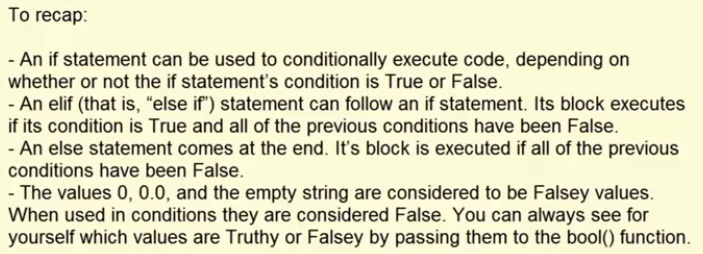 To recap:
- An if statement can be used to conditionally execute code, depending on
whether or not the if statement's condition is True or False.
- An elif (that is, “else if”) statement can follow an if statement. Its block executes
if its condition is True and all of the previous conditions have been False.
- An else statement comes at the end. It's block is executed if all of the previous
conditions have been False.
- The values 0, 0.0, and the empty string are considered to be Falsey values.
When used in conditions they are considered False. You can always see for
yourself which values are Truthy or Falsey by passing them to the bool() function.